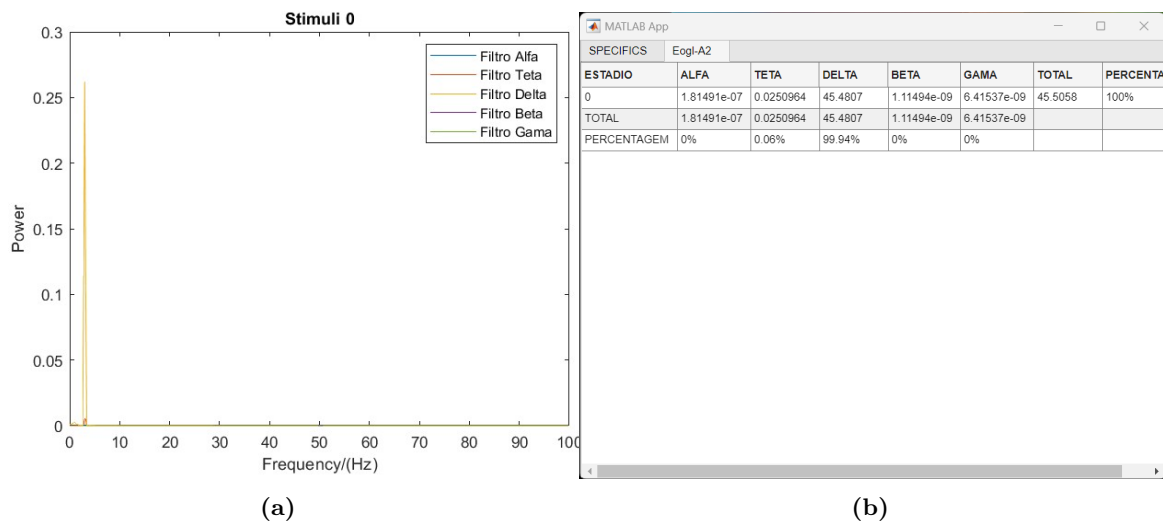 Stimuli 0
0.3
0.25
0.2
0.15
0.1
0.05
0
Power
Filtro Alfa
Filtro Teta
Filtro Delta
Filtro Beta
Filtro Gama
0 10 20 30 40 50 60 70 80 90 100
Frequency/(Hz)
(a)
MATLAB App
SPECIFICS Eogl-A2
ESTADIO ALFA TETA DELTA BETA GAMA TOTAL PERCENTA
0 1.81491e-07 0.0250964 45.4807 1.11494e-09 6.41537e-09 45.5058 100%
TOTAL 1.81491e-07 0.0250964 45.4807 1.11494e-09 6.41537e-09
PERCENTAGEM 0% 0.06% 99.94% 0% 0%
(b)